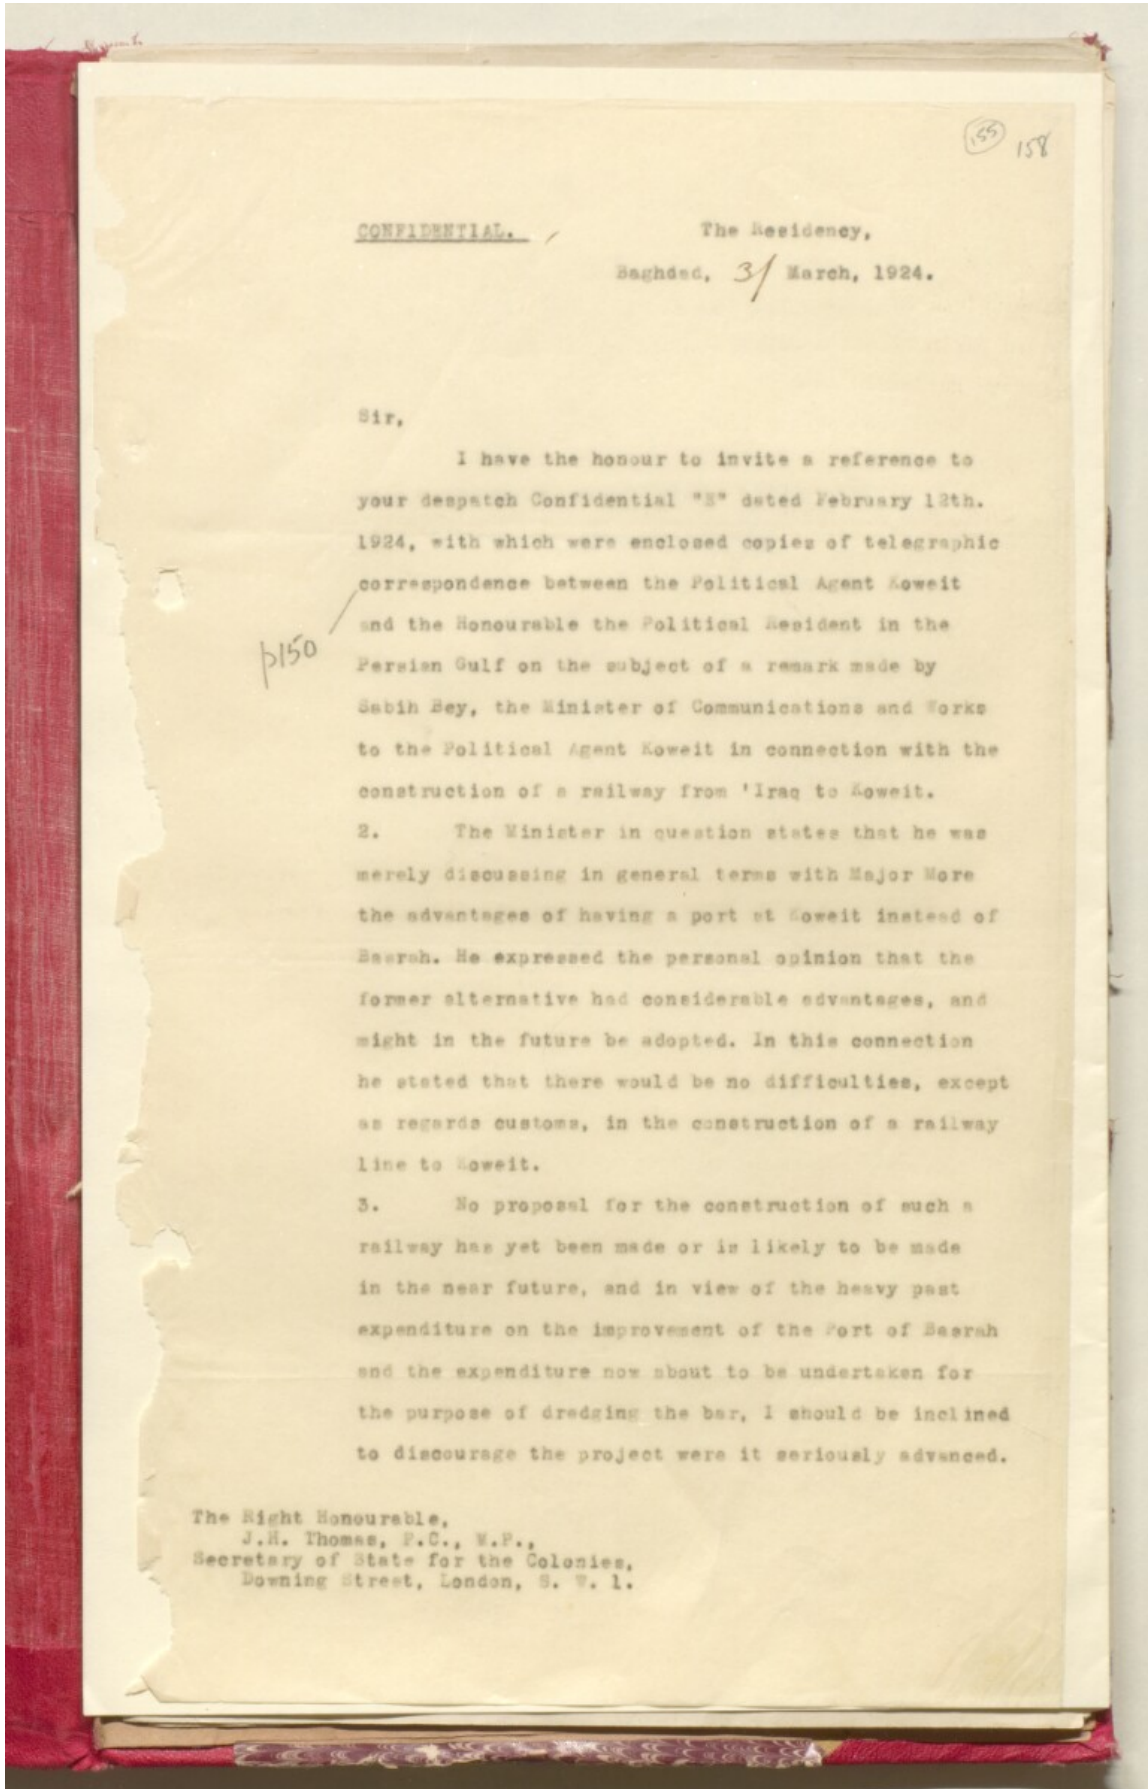 155
158
CONFIDENTIAL.
The Residency,
Baghdad, 31 March, 1924.
Sir,
I have the honour to invite a reference to
your despatch Confidential "E" dated February 12th.
1924, with which were enclosed copies of telegraphic
correspondence between the Political Agent Koweit
and the Honourable the Political Resident in the
p150
Persian Gulf on the subject of a remark made by
Sabih Bey, the Minister of Communications and Works
to the Political Agent Koweit in connection with the
construction of a railway from 'Iraq to Koweit.
2. The Minister in question states that he was
merely discussing in general terms with Major More
the advantages of having a port at Koweit instead of
Basrah. He expressed the personal opinion that the
former alternative had considerable advantages, and
might in the future be adopted. In this connection
he stated that there would be no difficulties, except
as regards customs, in the construction of a railway
line to Koweit.
3. No proposal for the construction of such a
railway has yet been made or is likely to be made
in the near future, and in view of the heavy past
expenditure on the improvement of the Port of Basrah
and the expenditure now about to be undertaken for
the purpose of dredging the bar, I should be inclined
to discourage the project were it seriously advanced.
The Right Honourable,
J.H. Thomas, P.C., M.P.,
Secretary of State for the Colonies,
Downing Street, London, S. W. 1.